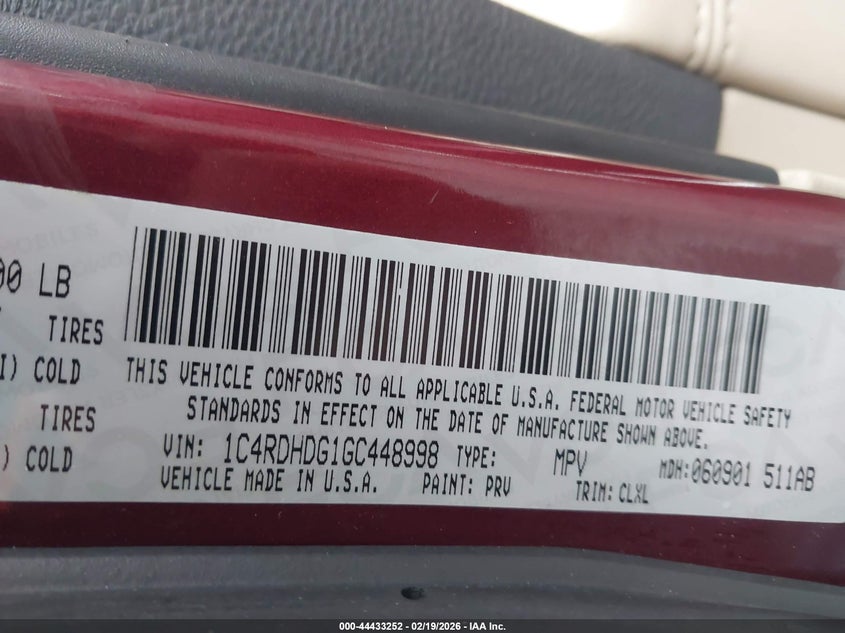 00 LB
TIRES
I) COLD
TIRES
) COLD
THIS VEHICLE CONFORMS TO ALL APPLICABLE U.S.A. FEDERAL MOTOR VEHICLE SAFETY
STANDARDS IN EFFECT ON THE DATE OF MANUFACTURE SHOWN ABOVE.
VIN: 1C4RDHDG1GC448998 TYPE: MPV MDH:060901 511AB
VEHICLE MADE IN U.S.A. PAINT: PRV TRIM: CLXL
000-44433252 - 02/19/2026 - IAA Inc.